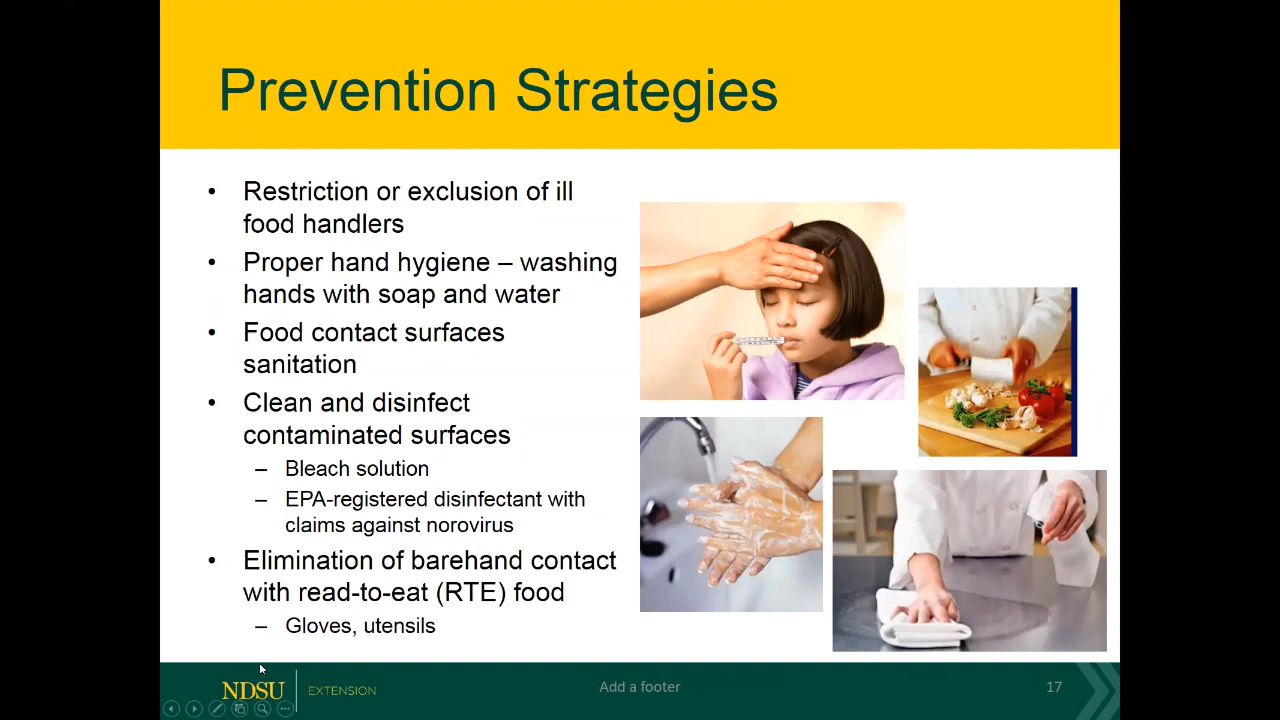 Prevention Strategies
• Restriction or exclusion of ill
food handlers
• Proper hand hygiene – washing
hands with soap and water
• Food contact surfaces
sanitation
• Clean and disinfect
contaminated surfaces
– Bleach solution
– EPA-registered disinfectant with
claims against norovirus
• Elimination of barehand contact
with read-to-eat (RTE) food
– Gloves, utensils
NDSU EXTENSION
Add a footer
17